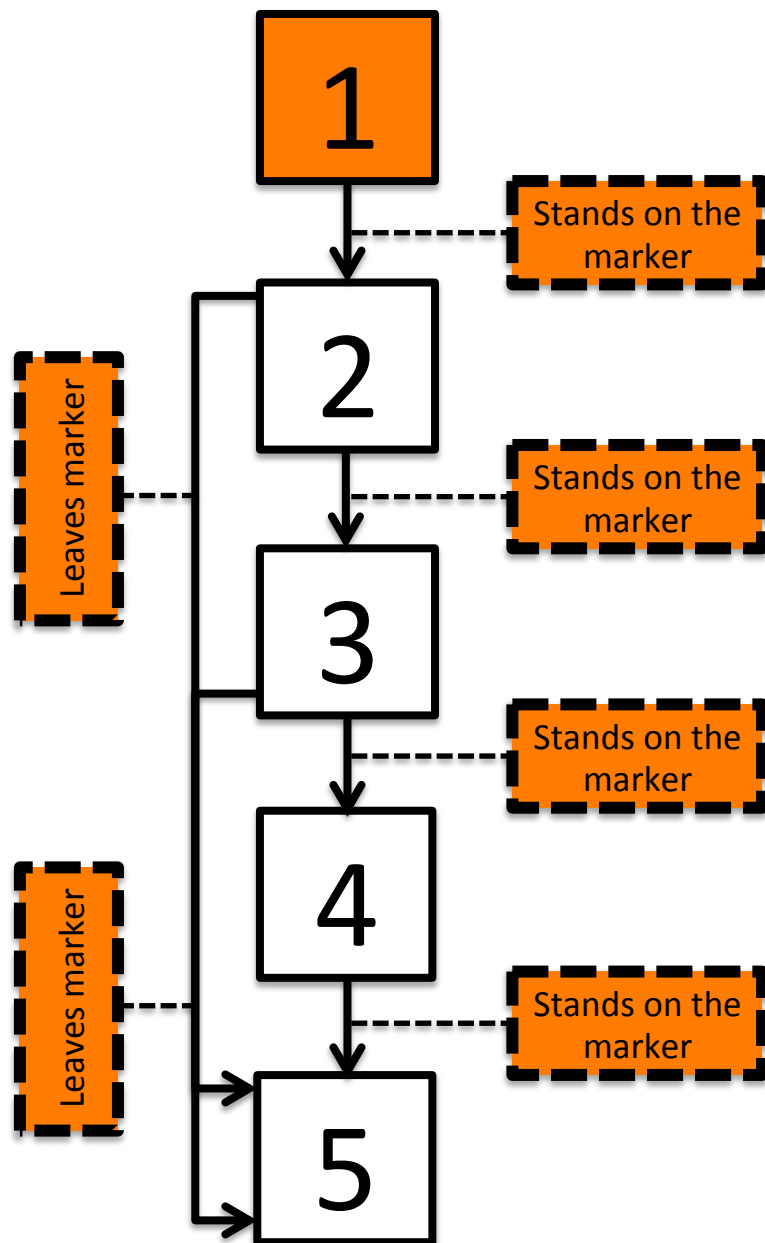 1
Stands on the
marker
2
Leaves marker
Stands on the
marker
3
Stands on the
marker
4
Leaves marker
Stands on the
marker
5